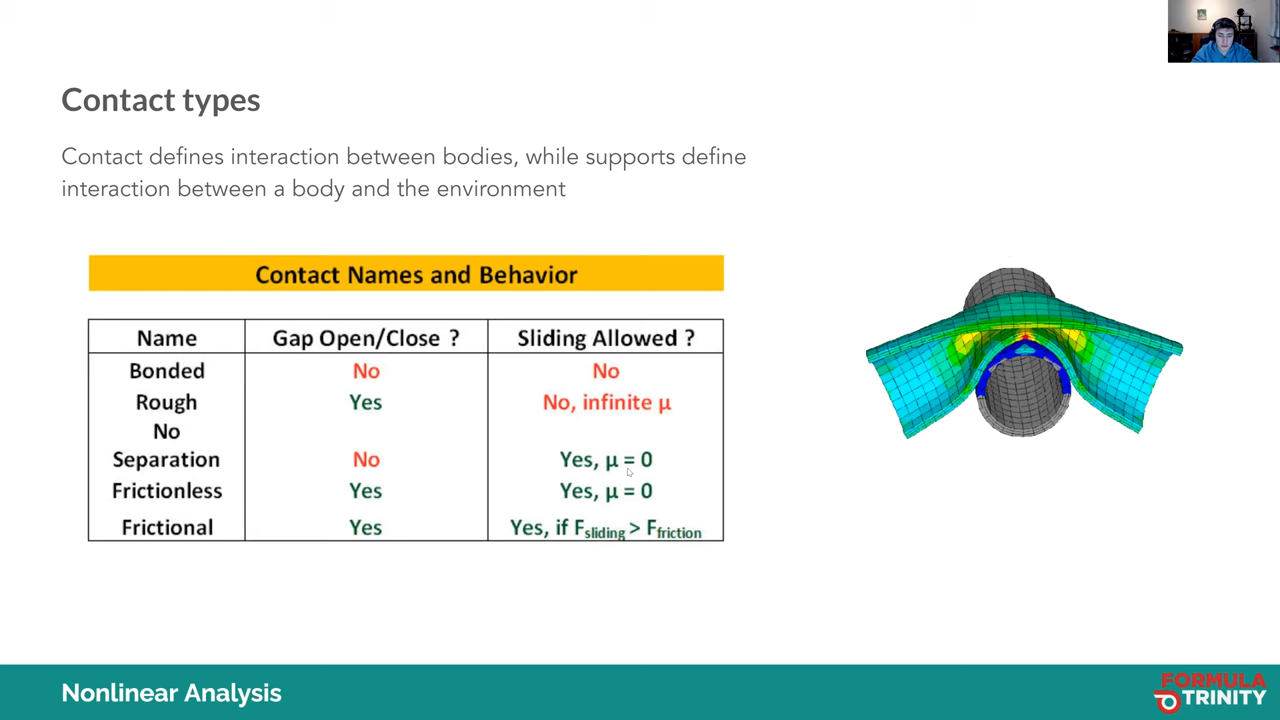 Contact types
Contact defines interaction between bodies, while supports define
interaction between a body and the environment
Contact Names and Behavior
Name Gap Open/Close ? Sliding Allowed ?
Bonded No No
Rough Yes No, infinite μ
No
Separation No Yes, μ = 0
Frictionless Yes Yes, μ = 0
Frictional Yes Yes, if Fsliding > Ffriction
Nonlinear Analysis
FORMULA
TRINITY